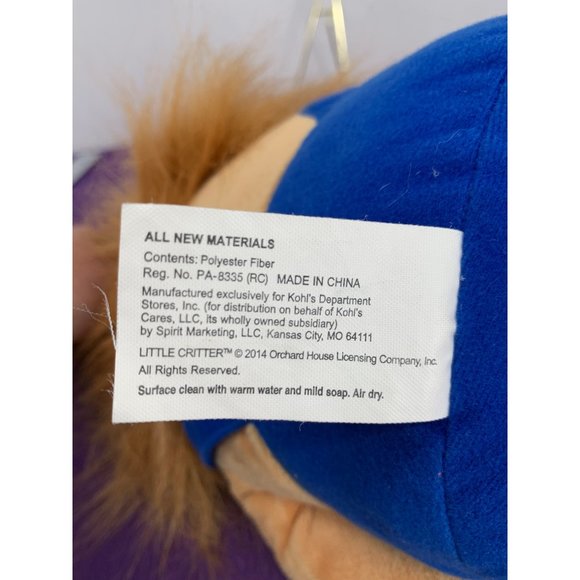 ALL NEW MATERIALS
Contents: Polyester Fiber
Reg. No. PA-8335 (RC) MADE IN CHINA
Manufactured exclusively for Kohl's Department
Stores, Inc. (for distribution on behalf of Kohl's
Cares, LLC, its wholly owned subsidiary)
by Spirit Marketing, LLC, Kansas City, MO 64111
LITTLE CRITTER™ © 2014 Orchard House Licensing Company, Inc.
All Rights Reserved.
Surface clean with warm water and mild soap. Air dry.